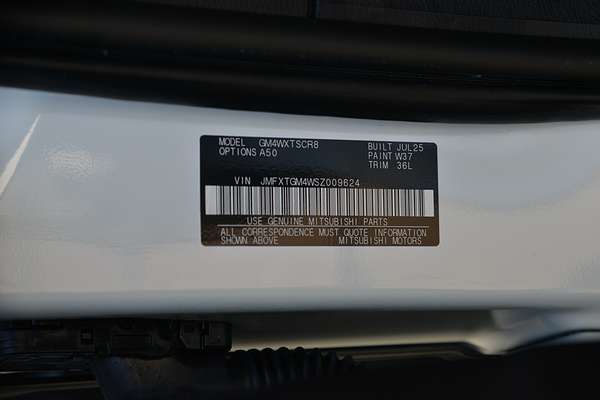 MODEL GM4WXTSCR8 BUILT JUL25
OPTIONS A50 PAINT W37
TRIM 36L
VIN JMFXTGM4WSZ009624
USE GENUINE MITSUBISHI PARTS
ALL CORRESPONDENCE MUST QUOTE INFORMATION
SHOWN ABOVE MITSUBISHI MOTORS